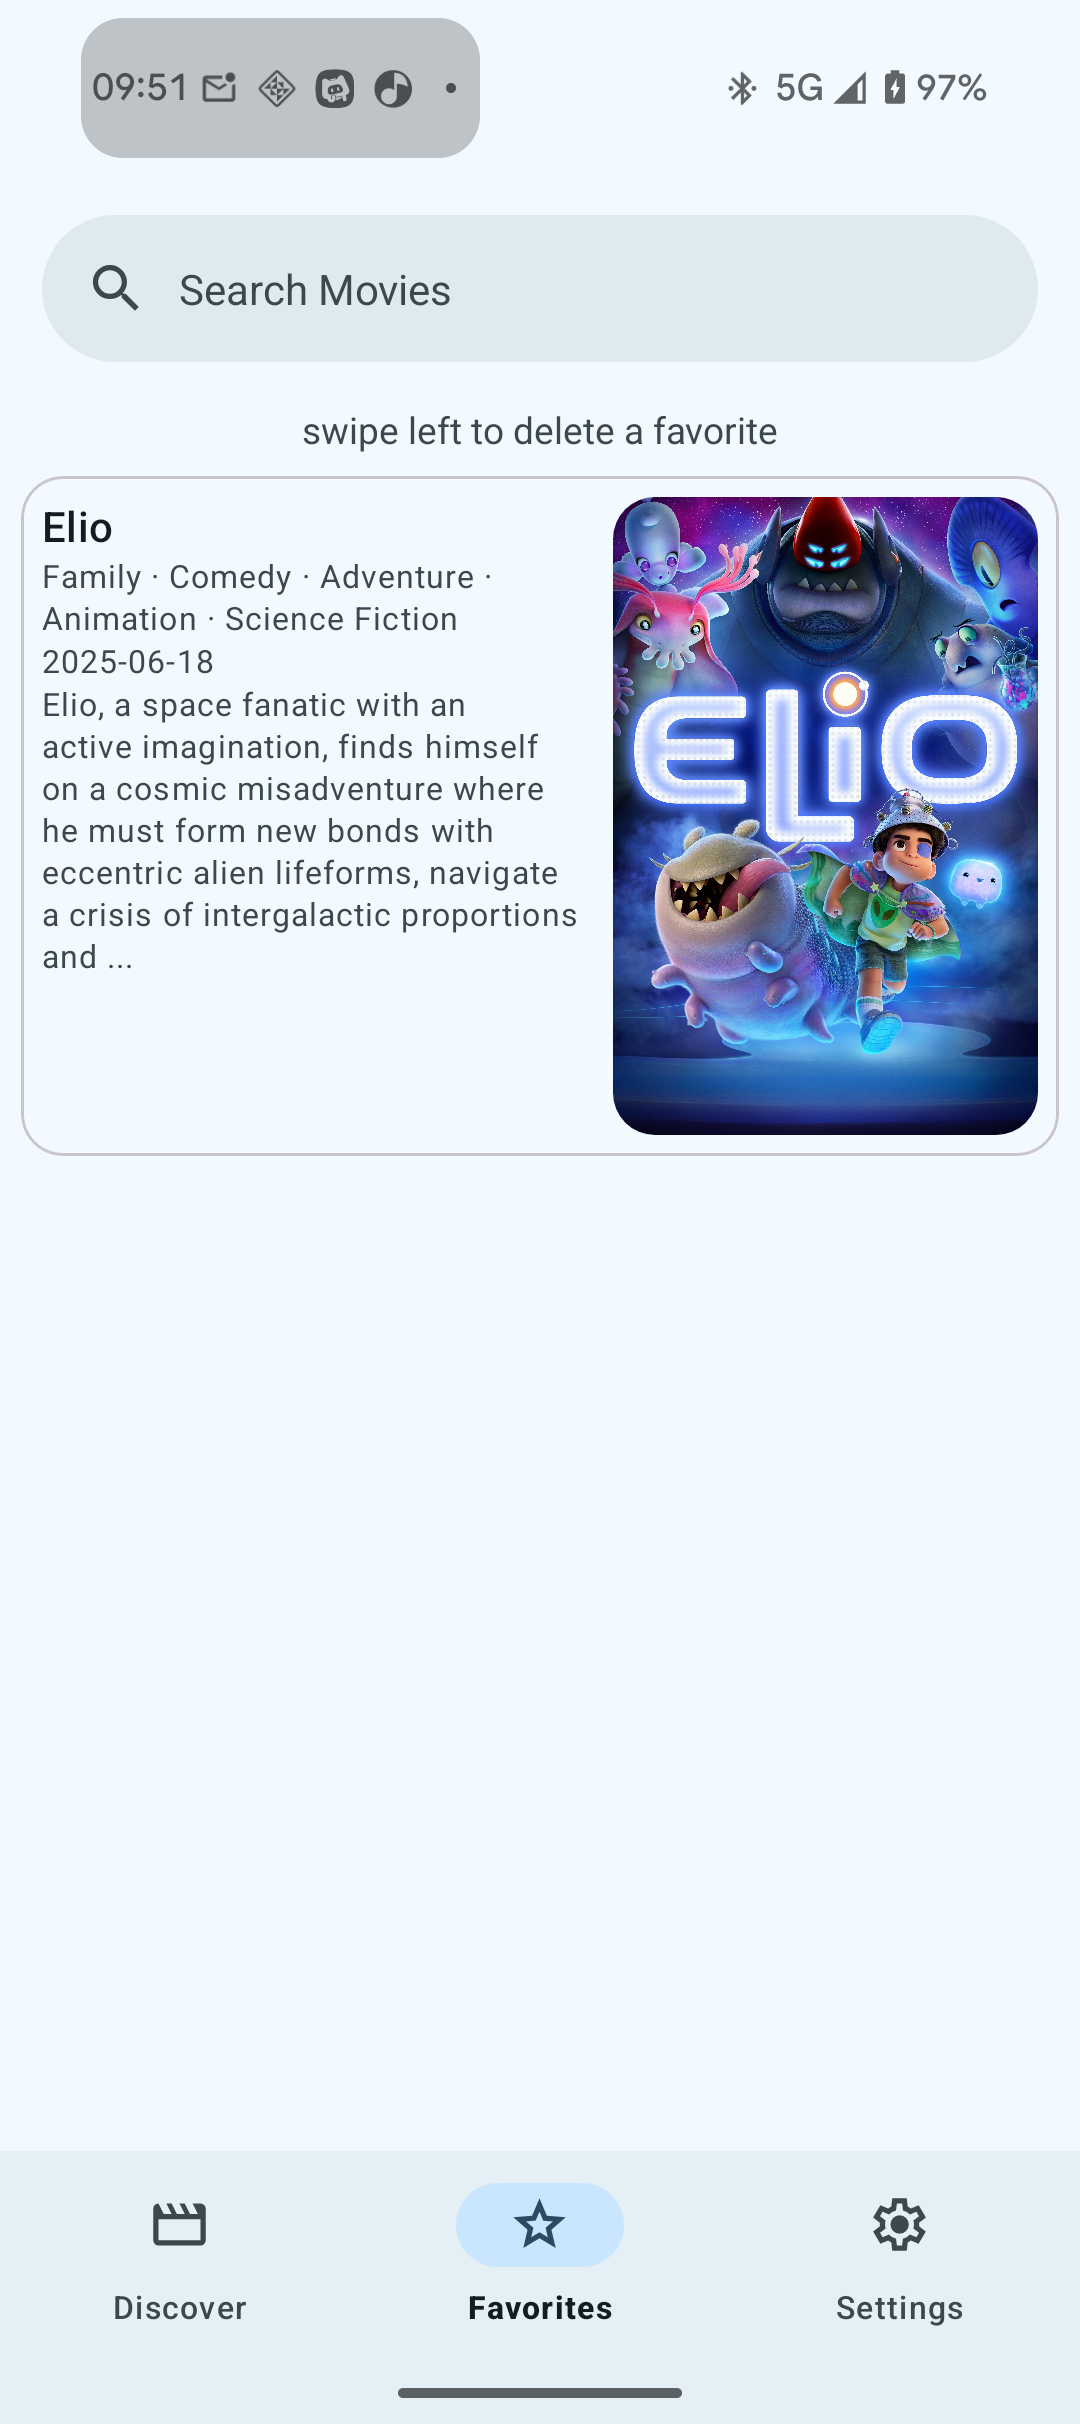 09:51
5G 97%
Search Movies
swipe left to delete a favorite
Elio
Family · Comedy · Adventure ·
Animation · Science Fiction
2025-06-18
Elio, a space fanatic with an
active imagination, finds himself
on a cosmic misadventure where
he must form new bonds with
eccentric alien lifeforms, navigate
a crisis of intergalactic proportions
and ...
ELiO
Discover
Favorites
Settings